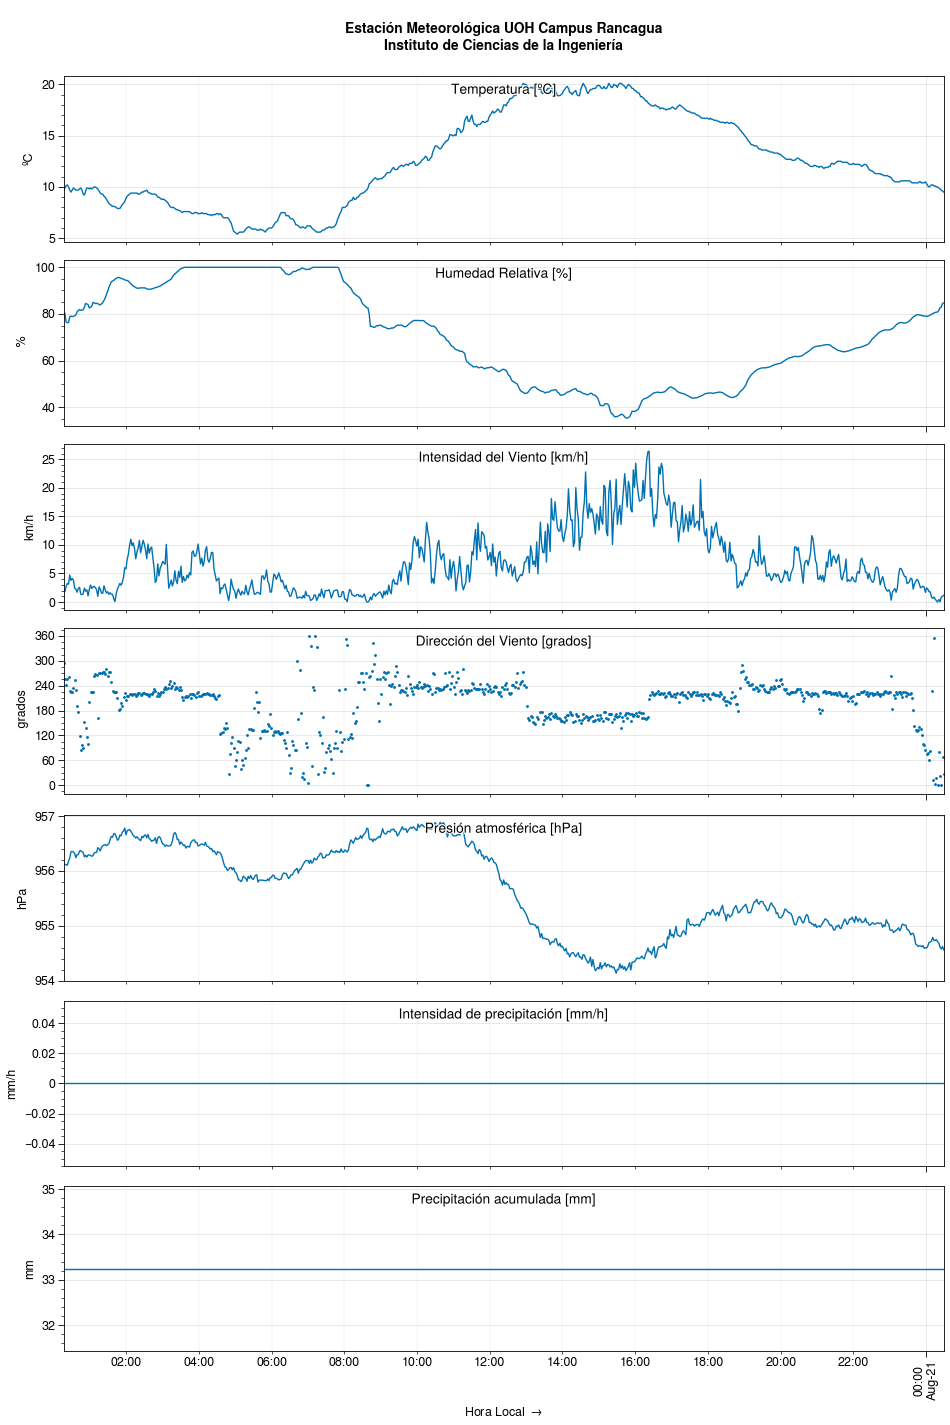 Estación Meteorológica UOH Campus Rancagua
Instituto de Ciencias de la Ingeniería
Temperatura [ºC]
20
15
10
5
ºC
Humedad Relativa [%]
100
80
60
40
%
Intensidad del Viento [km/h]
25
20
15
10
5
0
km/h
Dirección del Viento [grados]
360
300
240
180
120
60
0
grados
Presión atmosférica [hPa]
957
956
955
954
hPa
Intensidad de precipitación [mm/h]
0.04
0.02
0
−0.02
−0.04
mm/h
Precipitación acumulada [mm]
35
34
33
32
mm
02:00 04:00 06:00 08:00 10:00 12:00 14:00 16:00 18:00 20:00 22:00 00:00
Aug-21
Hora Local →